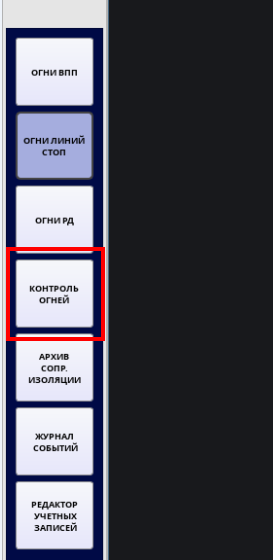 ОГНИ ВПП
ОГНИ ЛИНИЙ
СТОП
ОГНИ РД
КОНТРОЛЬ
ОГНЕЙ
АРХИВ
СОПР.
ИЗОЛЯЦИИ
ЖУРНАЛ
СОБЫТИЙ
РЕДАКТОР
УЧЕТНЫХ
ЗАПИСЕЙ